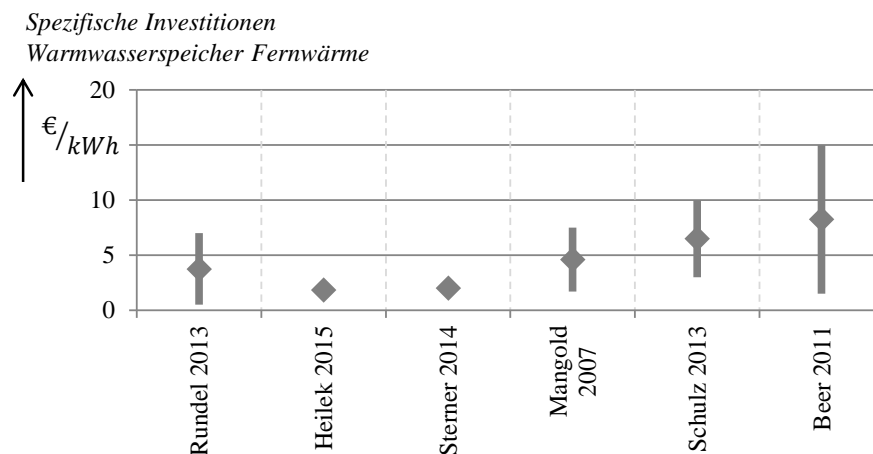 Spezifische Investitionen
Warmwasserspeicher Fernwärme
20
€/kWh
10
5
0
Rundel 2013
Heilek 2015
Sterner 2014
Mangold
2007
Schulz 2013
Beer 2011